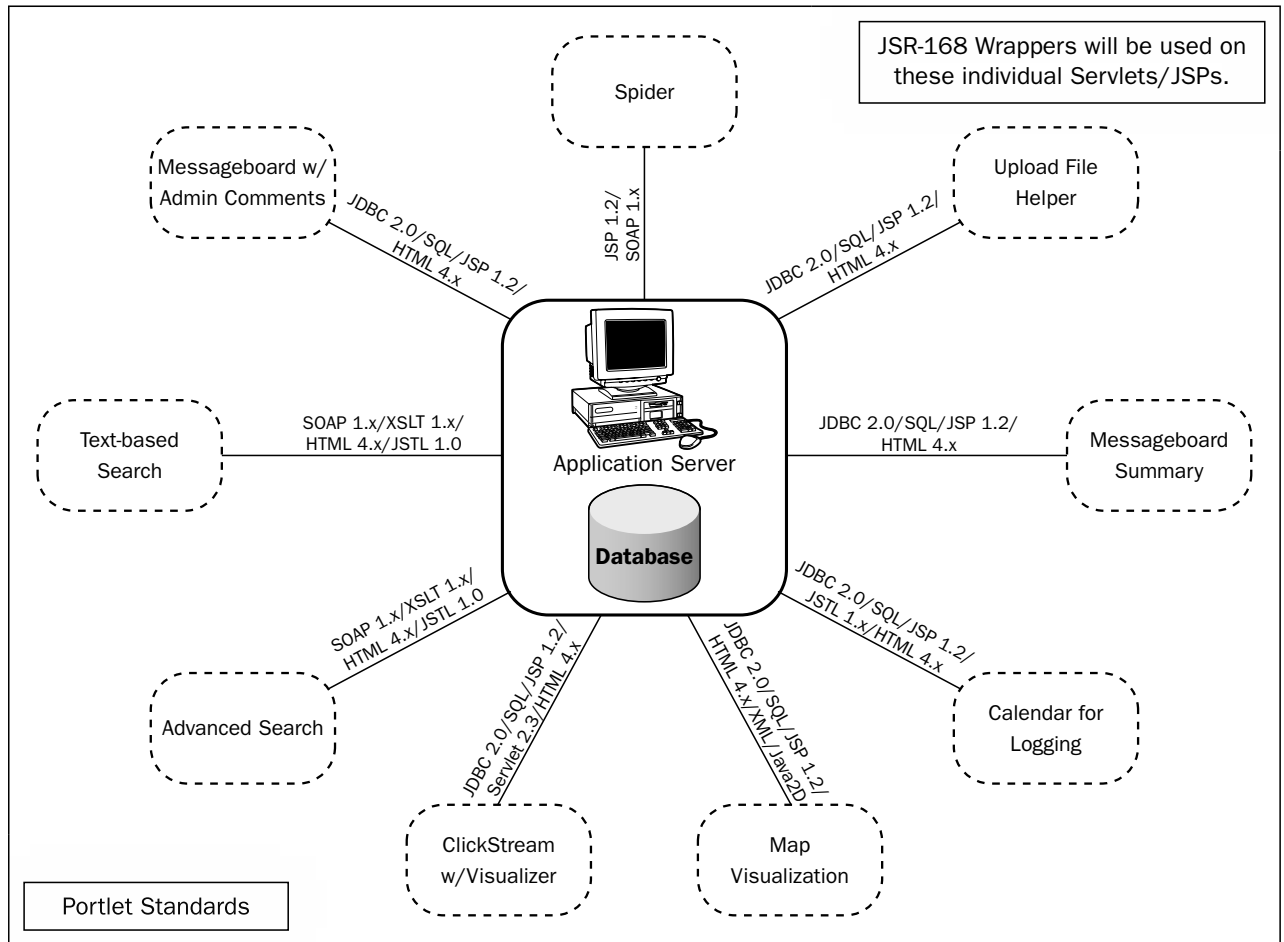 JSR-168 Wrappers will be used on
these individual Servlets/JSPs.
Spider
Messageboard w/
Admin Comments
Upload File
Helper
JDBC 2.0/SQL/JSP 1.2/
HTML 4.x
JSP 1.2/
SOAP 1.x
JDBC 2.0/SQL/JSP 1.2/
HTML 4.x
Text-based
Search
SOAP 1.x/XSLT 1.x/
HTML 4.x/JSTL 1.0
Application Server
Database
JDBC 2.0/SQL/JSP 1.2/
HTML 4.x
Messageboard
Summary
SOAP 1.x/XSLT 1.x/
HTML 4.x/JSTL 1.0
Advanced Search
JDBC 2.0/SQL/JSP 1.2/
Servlet 2.3/HTML 4.x
ClickStream
w/Visualizer
JDBC 2.0/SQL/JSP 1.2/
HTML 4.x/XML/Java2D
Map
Visualization
JDBC 2.0/SQL/JSP 1.2/
JSTL 1.x/HTML 4.x
Calendar for
Logging
Portlet Standards